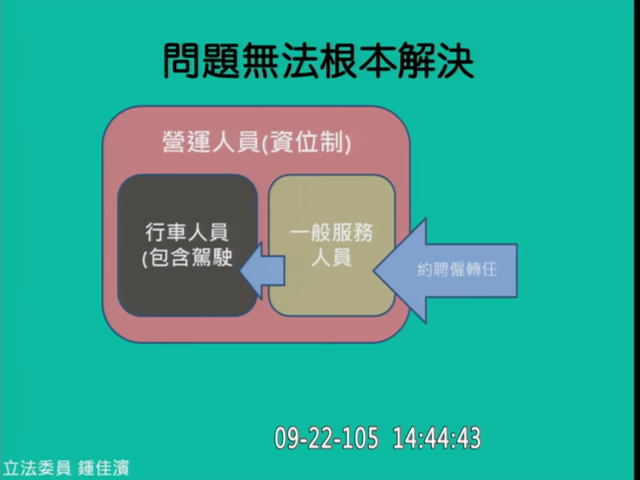 問題無法根本解決
營運人員(資位制)
行車人員
(包含駕駛
一般服務
人員
約聘僱轉任
09-22-105 14:44:43
立法委員 鍾佳濱